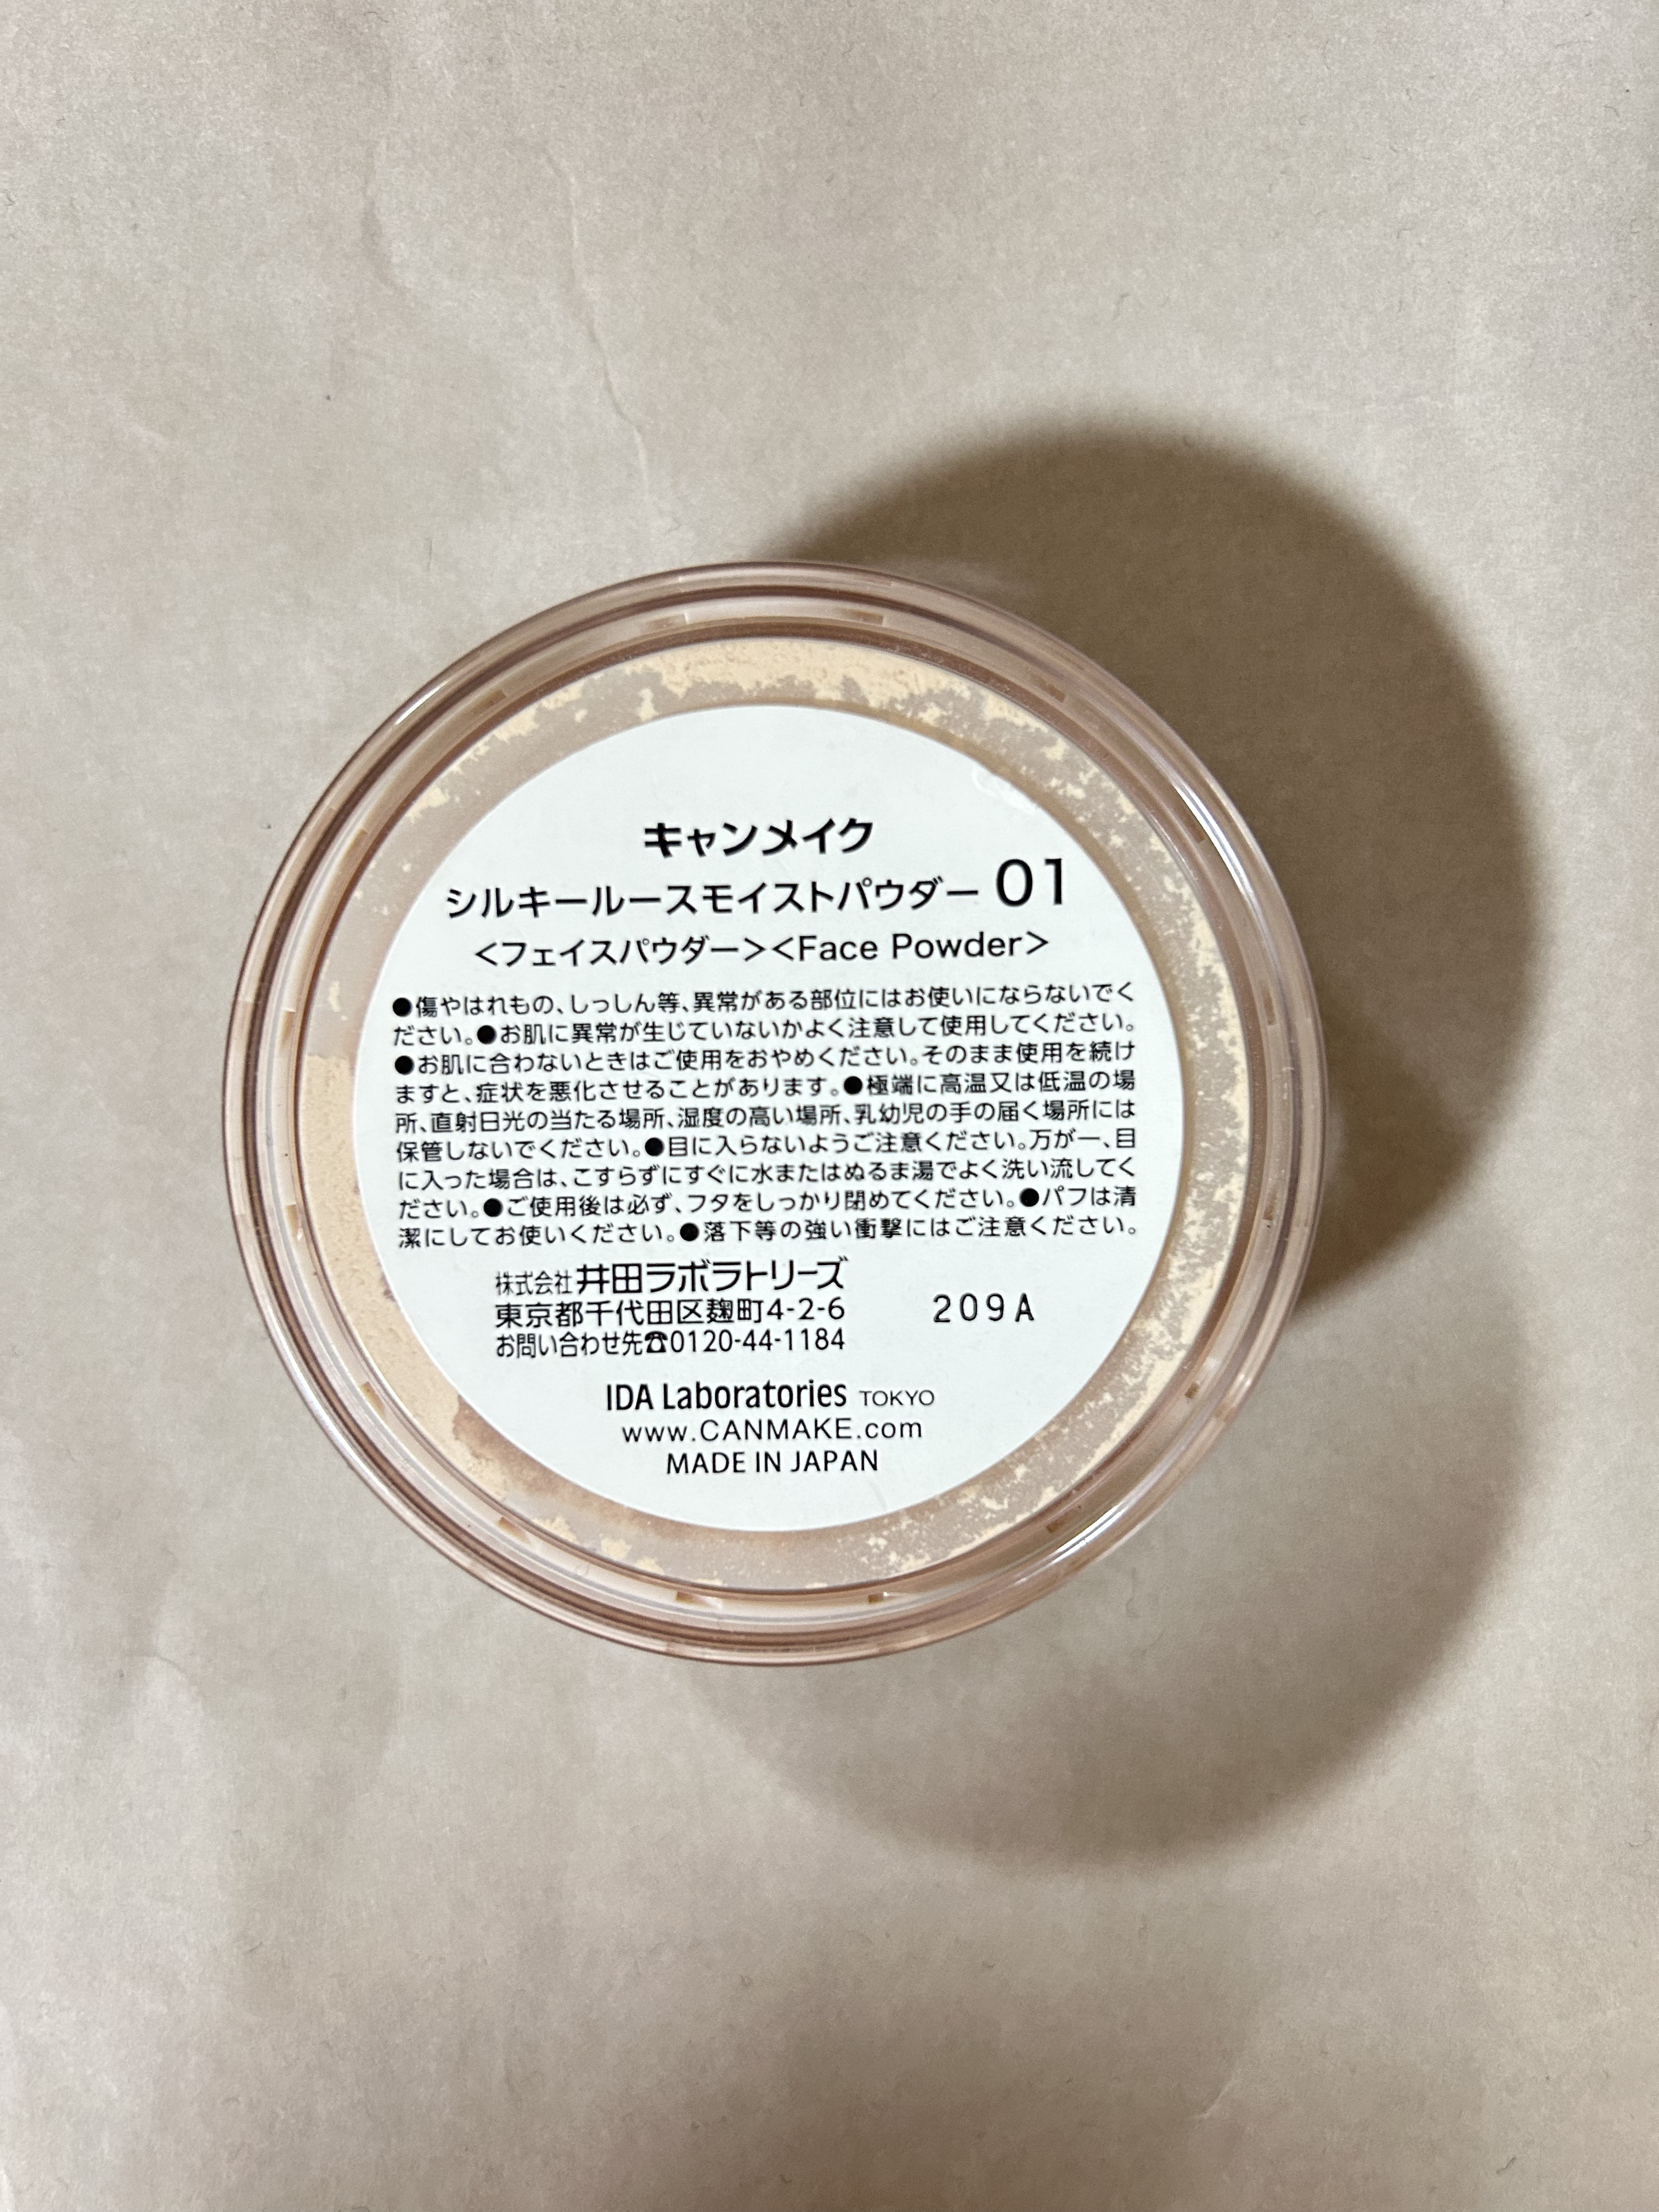 キャンメイク
シルキールースモイストパウダー 01
<フェイスパウダー><Face Powder>
●傷やはれもの、しっしん等、異常がある部位にはお使いにならないでく
ださい。●お肌に異常が生じていないかよく注意して使用してください。
●お肌に合わないときはご使用をおやめください。そのまま使用を続け
ますと、症状を悪化させることがあります。●極端に高温又は低温の場
所、直射日光の当たる場所、湿度の高い場所、乳幼児の手の届く場所には
保管しないでください。●目に入らないようご注意ください。万が一、目
に入った場合は、こすらずにすぐに水またはぬるま湯でよく洗い流してく
ださい。●ご使用後は必ず、フタをしっかり閉めてください。●パフは清
潔にしてお使いください。●落下等の強い衝撃にはご注意ください。
株式会社井田ラボラトリーズ
東京都千代田区麹町4-2-6 209A
お問い合わせ先☎0120-44-1184
IDA Laboratories TOKYO
www.CANMAKE.com
MADE IN JAPAN